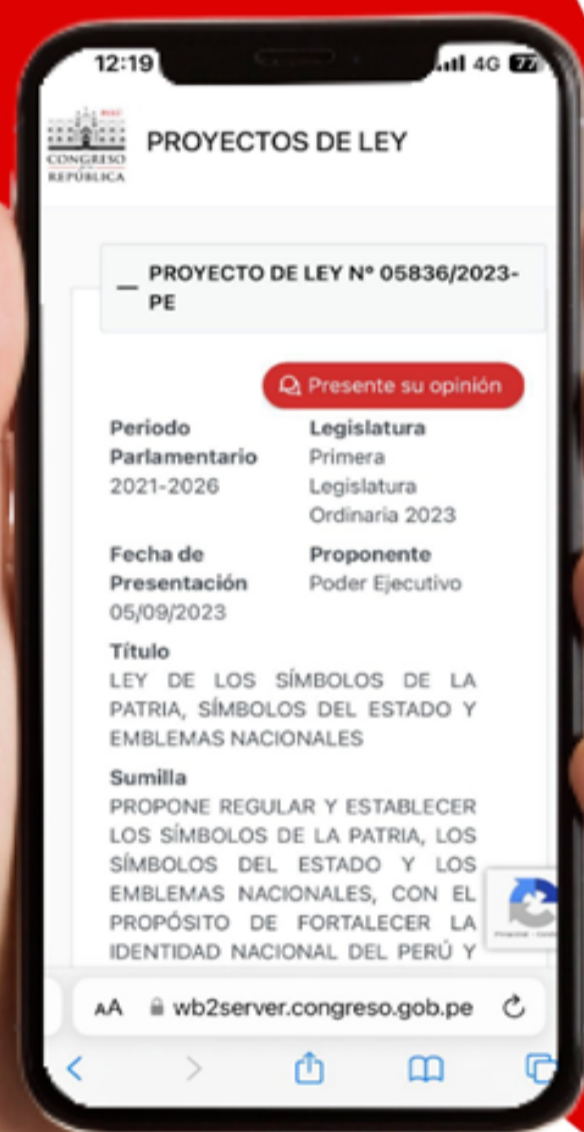 12:19
4G 77
PERÚ
CONGRESO
REPÚBLICA
PROYECTOS DE LEY
— PROYECTO DE LEY Nº 05836/2023-
PE
Presente su opinión
Periodo
Parlamentario
2021-2026
Legislatura
Primera
Legislatura
Ordinaria 2023
Fecha de
Presentación
05/09/2023
Proponente
Poder Ejecutivo
Título
LEY DE LOS SÍMBOLOS DE LA
PATRIA, SÍMBOLOS DEL ESTADO Y
EMBLEMAS NACIONALES
Sumilla
PROPONE REGULAR Y ESTABLECER
LOS SÍMBOLOS DE LA PATRIA, LOS
SÍMBOLOS DEL ESTADO Y LOS
EMBLEMAS NACIONALES, CON EL
PROPÓSITO DE FORTALECER LA
IDENTIDAD NACIONAL DEL PERÚ Y
AA wb2server.congreso.gob.pe